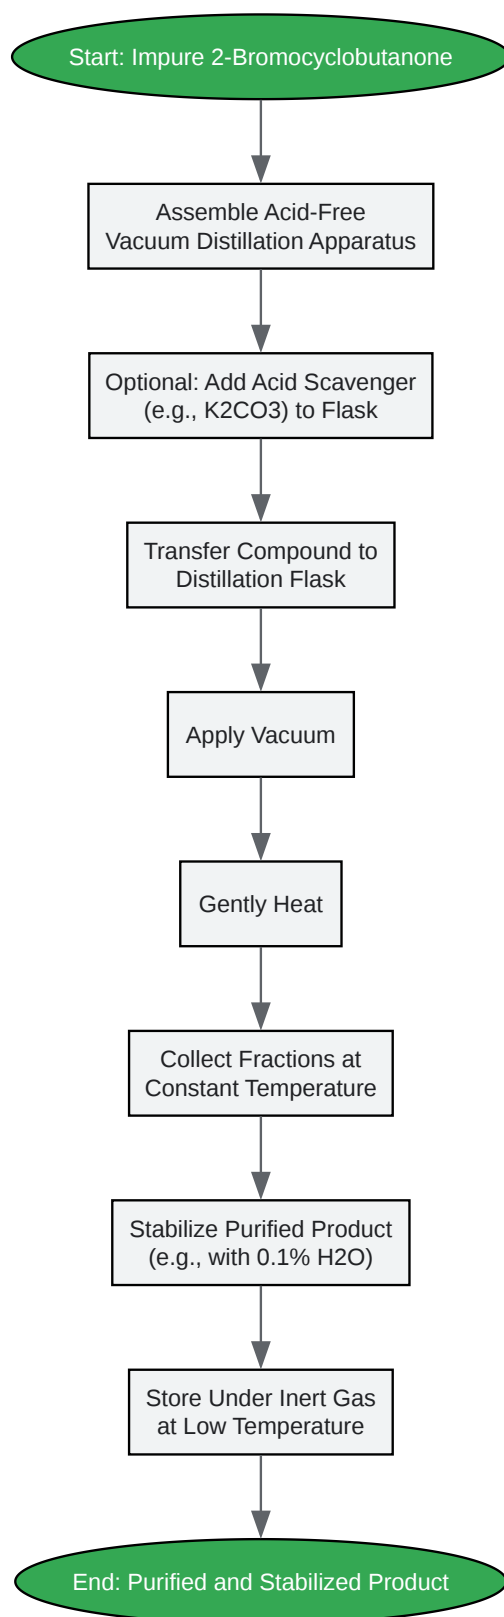 Start: Impure 2-Bromocyclobutanone
Assemble Acid-Free
Vacuum Distillation Apparatus
Optional: Add Acid Scavenger
(e.g., K2CO3) to Flask
Transfer Compound to
Distillation Flask
Apply Vacuum
Gently Heat
Collect Fractions at
Constant Temperature
Stabilize Purified Product
(e.g., with 0.1% H2O)
Store Under Inert Gas
at Low Temperature
End: Purified and Stabilized Product